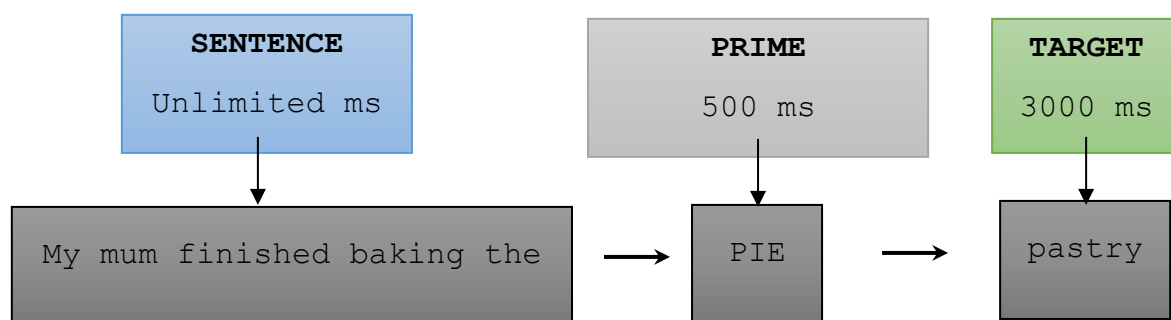 SENTENCE
Unlimited ms
PRIME
500 ms
TARGET
3000 ms
My mum finished baking the
PIE
pastry